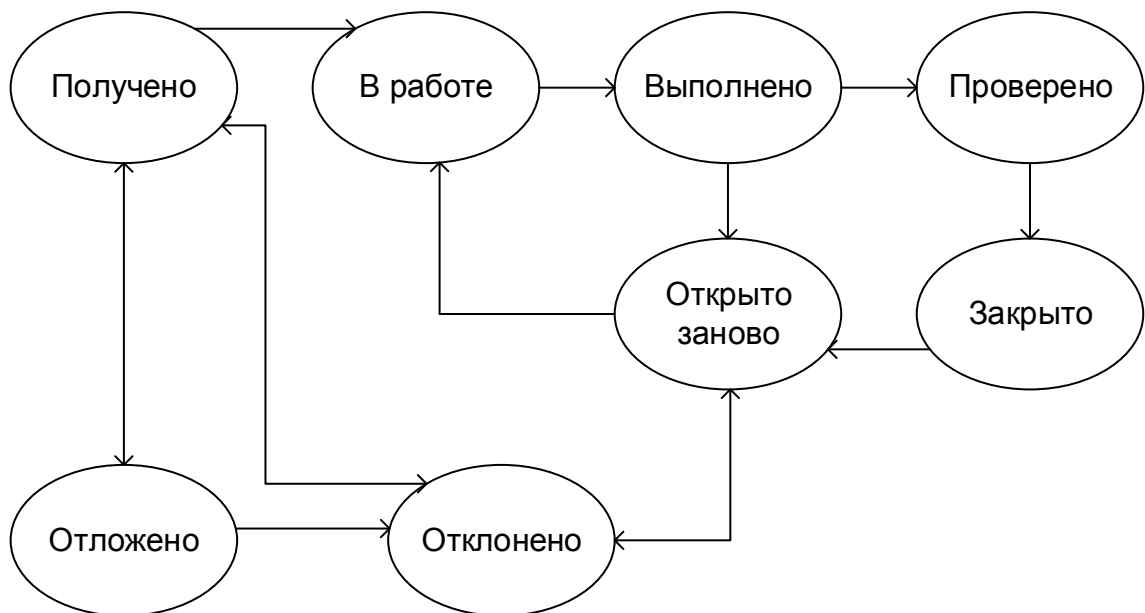 Получено
В работе
Выполнено
Проверено
Открыто
заново
Закрыто
Отложено
Отклонено